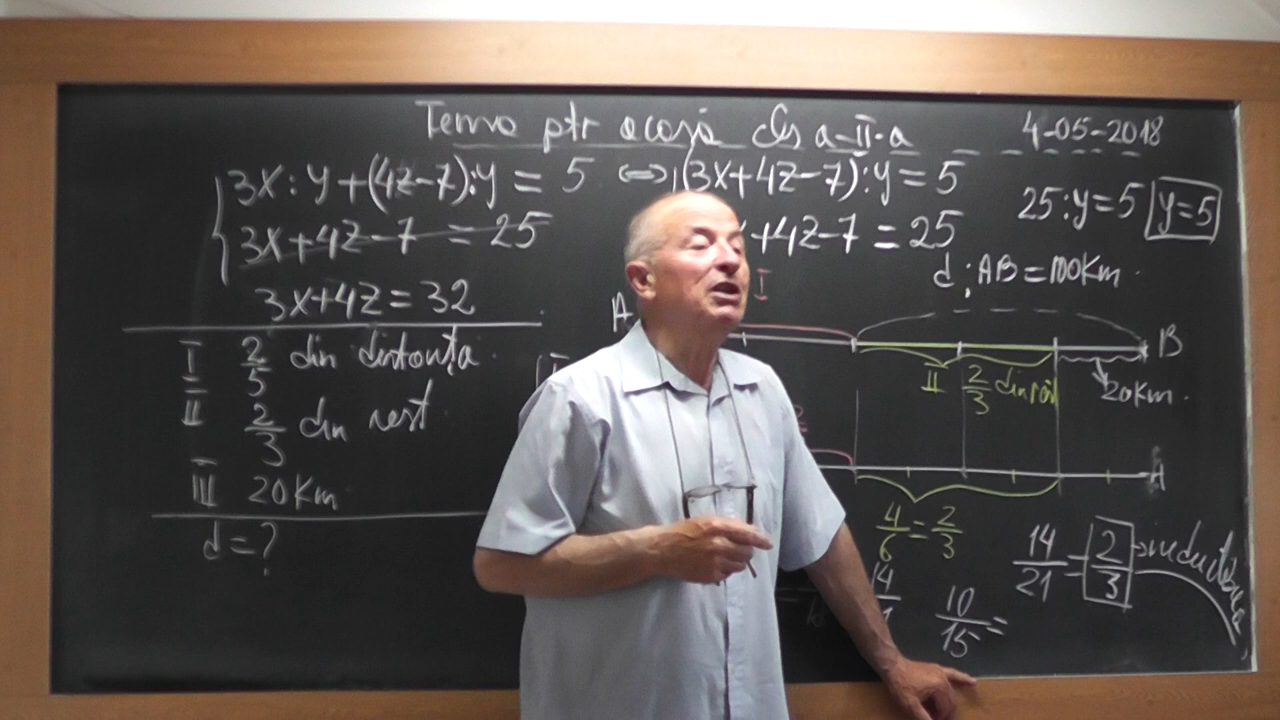 Tema ptr acasă cls a-II-a 4-05-2018
3x:y+(4z-7):y = 5 ⟺ (3x+4z-7):y=5
25:y=5 y=5
3x+4z-7 = 25 +4z-7=25
d; AB=100Km
3x+4z=32
A I B
I 2/5 din distanța
II 2/3 din
20Km.
II 2/3 din rest
A
III 20Km
4/6 = 2/3
d=?
14/21 = 2/3
10/15 =